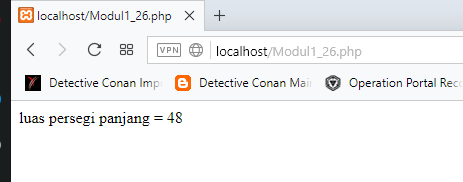 localhost/Modul1_26.php
VPN localhost/Modul1_26.php
Detective Conan Imp Detective Conan Mai Operation Portal Rec
luas persegi panjang = 48